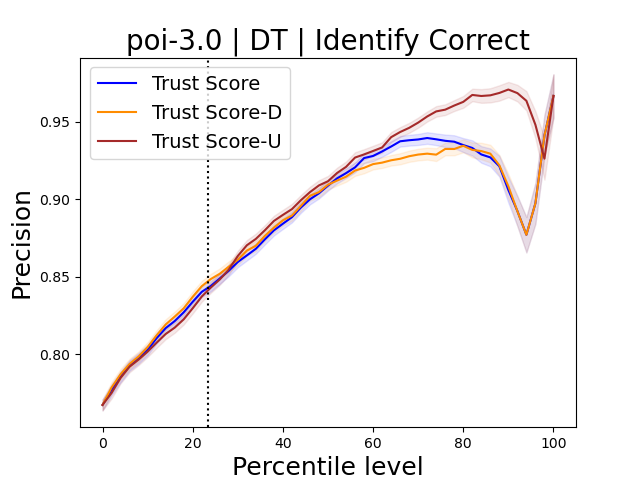 poi-3.0 | DT | Identify Correct
Trust Score
Trust Score-D
Trust Score-U
Precision
0.95
0.90
0.85
0.80
0
20
40
60
80
100
Percentile level